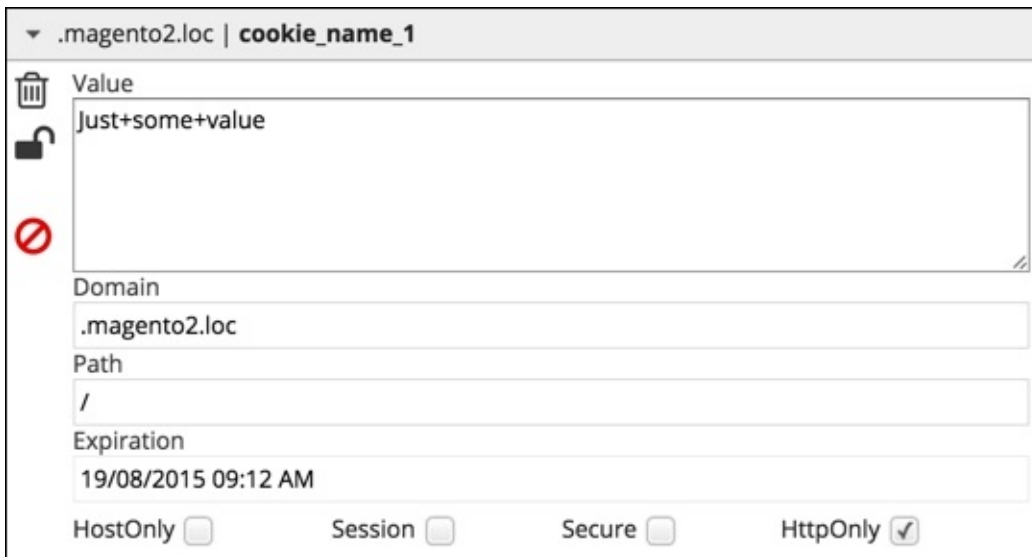 .magento2.loc | cookie_name_1
Value
Just+some+value
Domain
.magento2.loc
Path
/
Expiration
19/08/2015 09:12 AM
HostOnly Session Secure HttpOnly